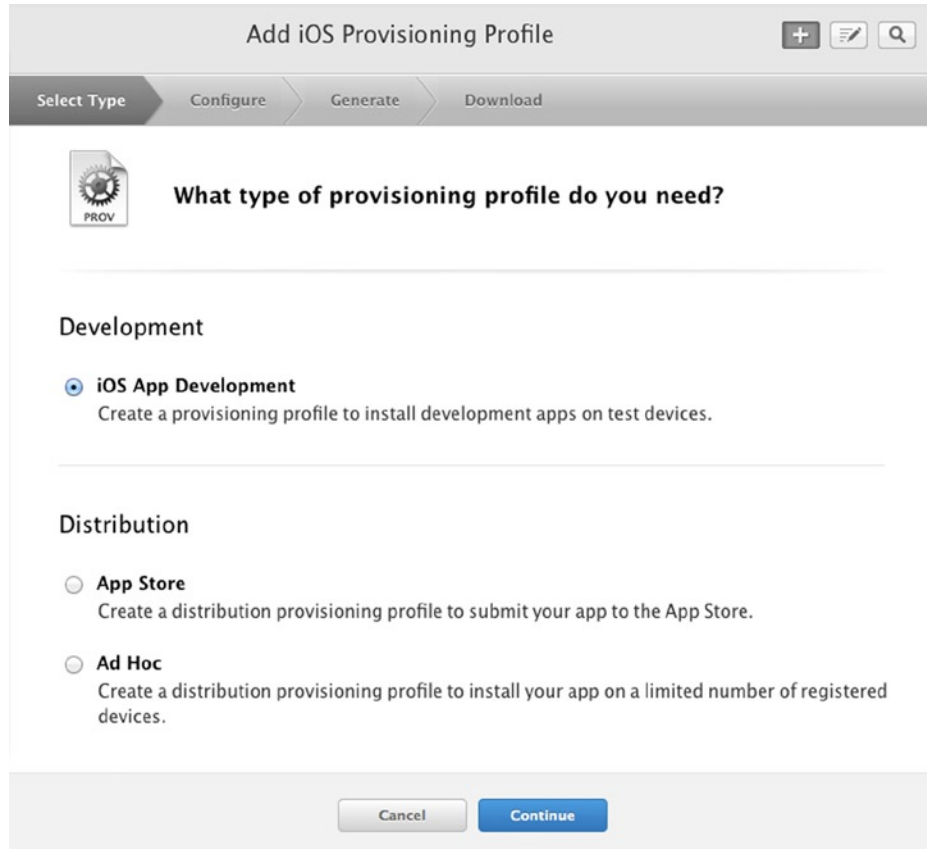 Add iOS Provisioning Profile
Select Type
Configure
Generate
Download
PROV
What type of provisioning profile do you need?
Development
iOS App Development
Create a provisioning profile to install development apps on test devices.
Distribution
App Store
Create a distribution provisioning profile to submit your app to the App Store.
Ad Hoc
Create a distribution provisioning profile to install your app on a limited number of registered
devices.
Cancel
Continue